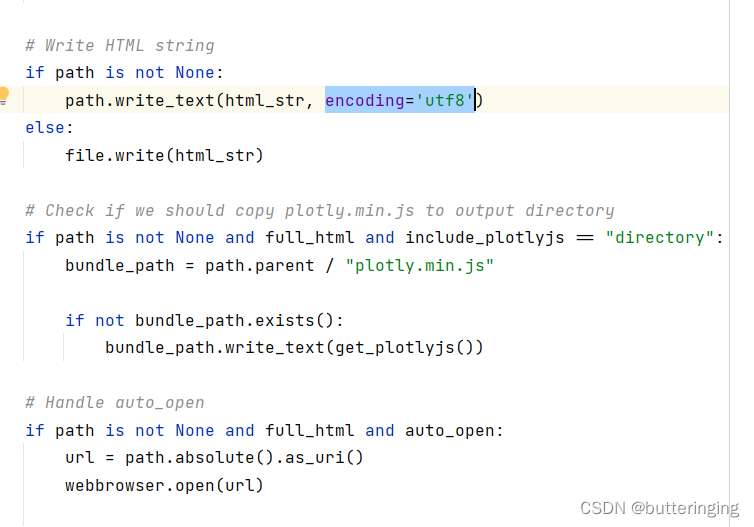 # Write HTML string
if path is not None:
    path.write_text(html_str, encoding='utf8')
else:
    file.write(html_str)
# Check if we should copy plotly.min.js to output directory
if path is not None and full_html and include_plotlyjs == "directory":
    bundle_path = path.parent / "plotly.min.js"
    if not bundle_path.exists():
        bundle_path.write_text(get_plotlyjs())
# Handle auto_open
if path is not None and full_html and auto_open:
    url = path.absolute().as_uri()
    webbrowser.open(url)
CSDN @butteringing